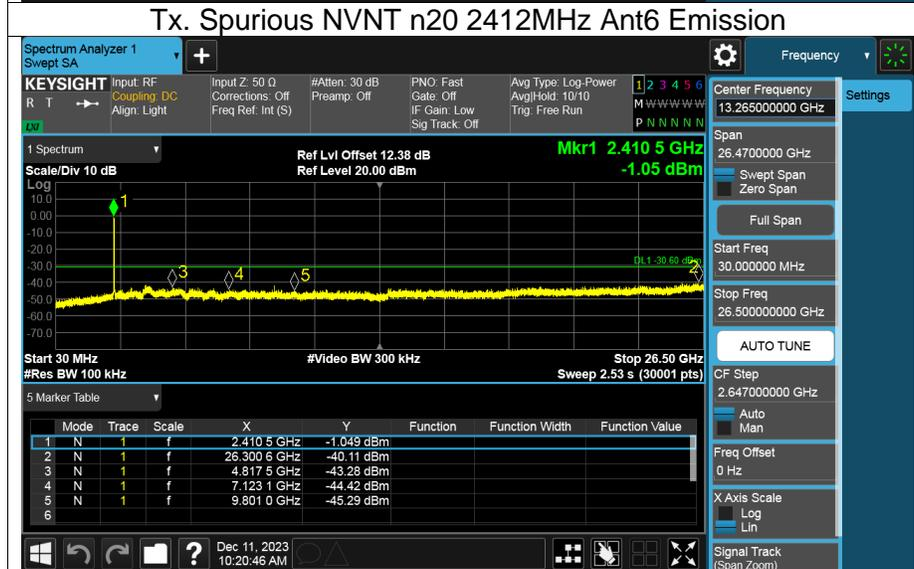 Tx. Spurious NVNT n20 2412MHz Ant6 Emission
Spectrum Analyzer 1
Swept SA
+
Frequency
KEYSIGHT
R T
LXI
Input: RF
Coupling: DC
Align: Light
Input Z: 50 Ω
Corrections: Off
Freq Ref: Int (S)
#Atten: 30 dB
Preamp: Off
PNO: Fast
Gate: Off
IF Gain: Low
Sig Track: Off
Avg Type: Log-Power
Avg|Hold: 10/10
Trig: Free Run
1 2 3 4 5 6
M W W W W W
P N N N N N
Center Frequency
13.265000000 GHz
Settings
Span
26.4700000 GHz
Swept Span
Zero Span
Full Span
Start Freq
30.000000 MHz
Stop Freq
26.500000000 GHz
AUTO TUNE
CF Step
2.647000000 GHz
Auto
Man
Freq Offset
0 Hz
X Axis Scale
Log
Lin
Signal Track
(Span Zoom)
1 Spectrum
Scale/Div 10 dB
Ref Lvl Offset 12.38 dB
Ref Level 20.00 dBm
Mkr1 2.410 5 GHz
-1.05 dBm
Log
10.0
0.00
-10.0
-20.0
-30.0
-40.0
-50.0
-60.0
-70.0
1
3
4
5
2
DL1 -30.60 dBm
Start 30 MHz
#Res BW 100 kHz
#Video BW 300 kHz
Stop 26.50 GHz
Sweep 2.53 s (30001 pts)
5 Marker Table
Mode Trace Scale X Y Function Function Width Function Value
1 N 1 f 2.410 5 GHz -1.049 dBm
2 N 1 f 26.300 6 GHz -40.11 dBm
3 N 1 f 4.817 5 GHz -43.28 dBm
4 N 1 f 7.123 1 GHz -44.42 dBm
5 N 1 f 9.801 0 GHz -45.29 dBm
6
?
Dec 11, 2023
10:20:46 AM